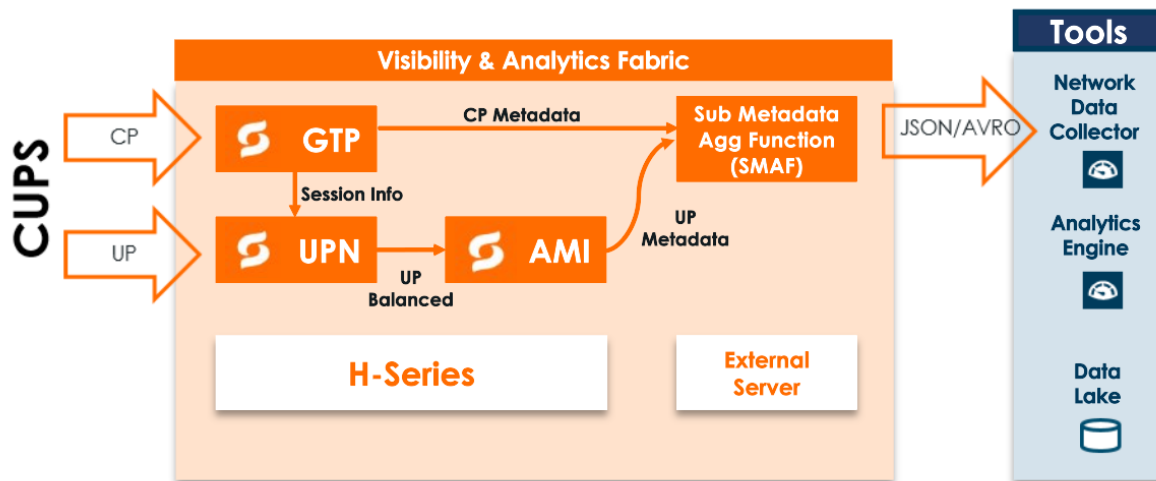 Tools
Visibility & Analytics Fabric
Network
Data
Collector
CUPS
CP
GTP
CP Metadata
Sub Metadata
Agg Function
(SMAF)
JSON/AVRO
Session Info
UP
UPN
UP
Balanced
AMI
UP
Metadata
Analytics
Engine
H-Series
External
Server
Data
Lake